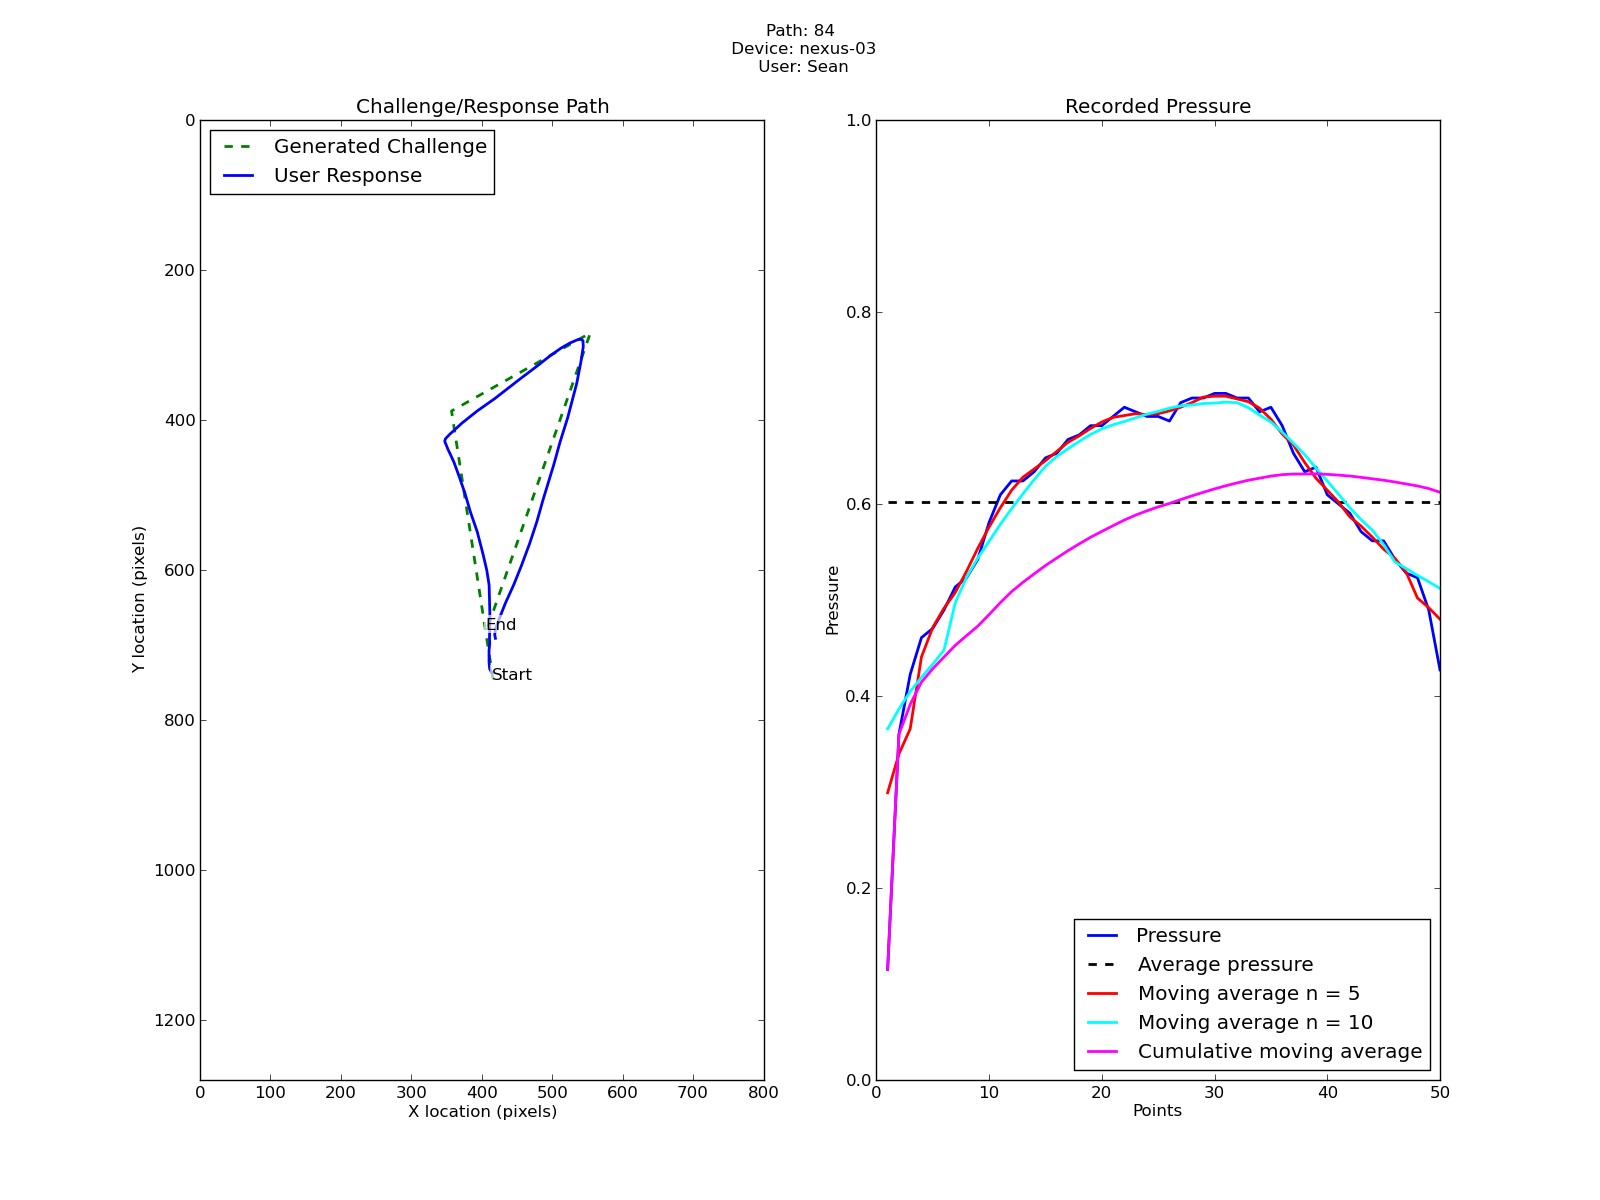 Path: 84
Device: nexus-03
User: Sean
Challenge/Response Path
Generated Challenge
User Response
0
200
400
600
800
1000
1200
Y location (pixels)
End
Start
0 100 200 300 400 500 600 700 800
X location (pixels)
Recorded Pressure
1.0
0.8
0.6
0.4
0.2
0.0
Pressure
Pressure
Average pressure
Moving average n = 5
Moving average n = 10
Cumulative moving average
0 10 20 30 40 50
Points